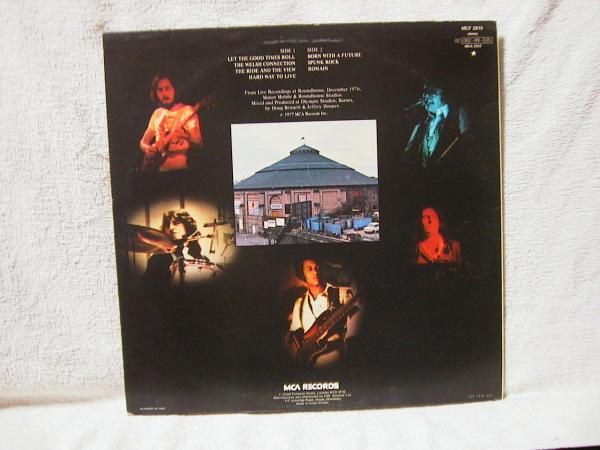 MCF 2815
stereo
MCA 2815
SIDE 1
LET THE GOOD TIMES ROLL
THE WELSH CONNECTION
THE RIDE AND THE VIEW
HARD WAY TO LIVE
SIDE 2
BORN WITH A FUTURE
SPUNK ROCK
ROMAIN
From Live Recordings at Roundhouse, December 1976,
Manor Mobile & Roundhouse Studios.
Mixed and Produced at Olympic Studios, Barnes,
by Doug Bennett & Jeffrey Hooper.
℗ 1977 MCA Records Inc.
MCA RECORDS